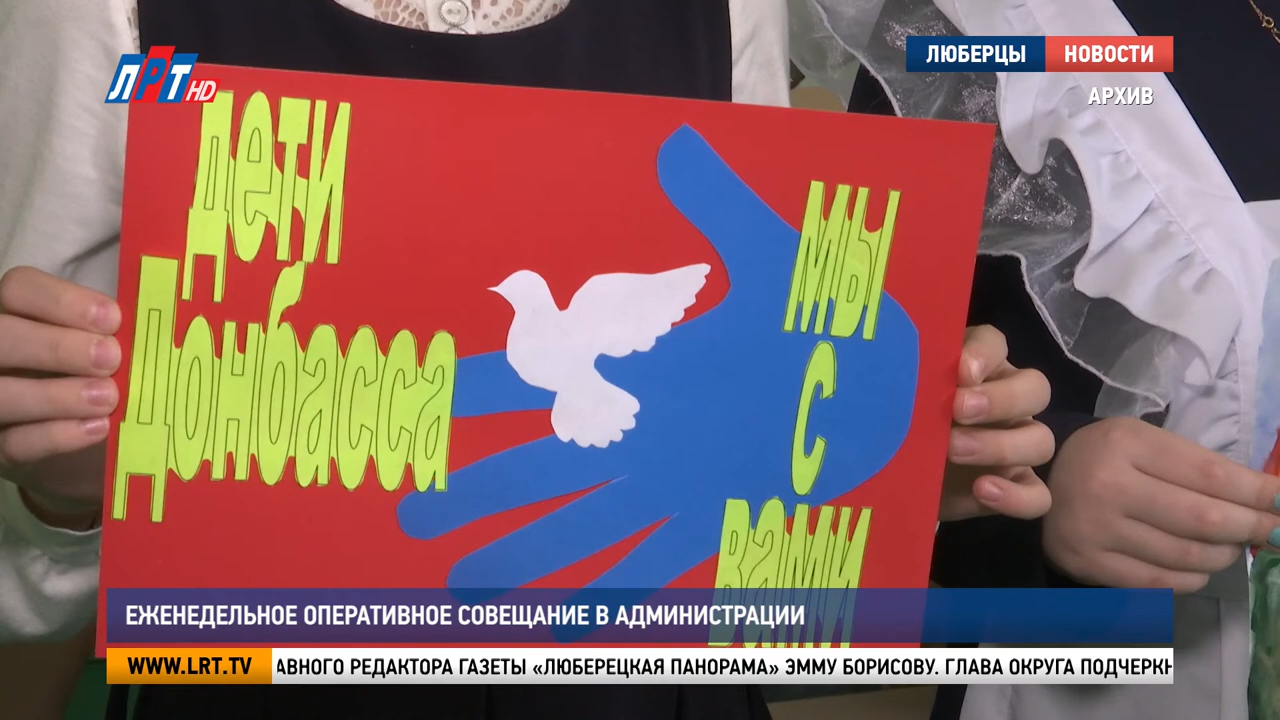 ЛРТ HD
ЛЮБЕРЦЫ НОВОСТИ
АРХИВ
дети
Донбасса
мы
с
вами
ЕЖЕНЕДЕЛЬНОЕ ОПЕРАТИВНОЕ СОВЕЩАНИЕ В АДМИНИСТРАЦИИ
WWW.LRT.TV АВНОГО РЕДАКТОРА ГАЗЕТЫ «ЛЮБЕРЕЦКАЯ ПАНОРАМА» ЭММУ БОРИСОВУ. ГЛАВА ОКРУГА ПОДЧЕРКН